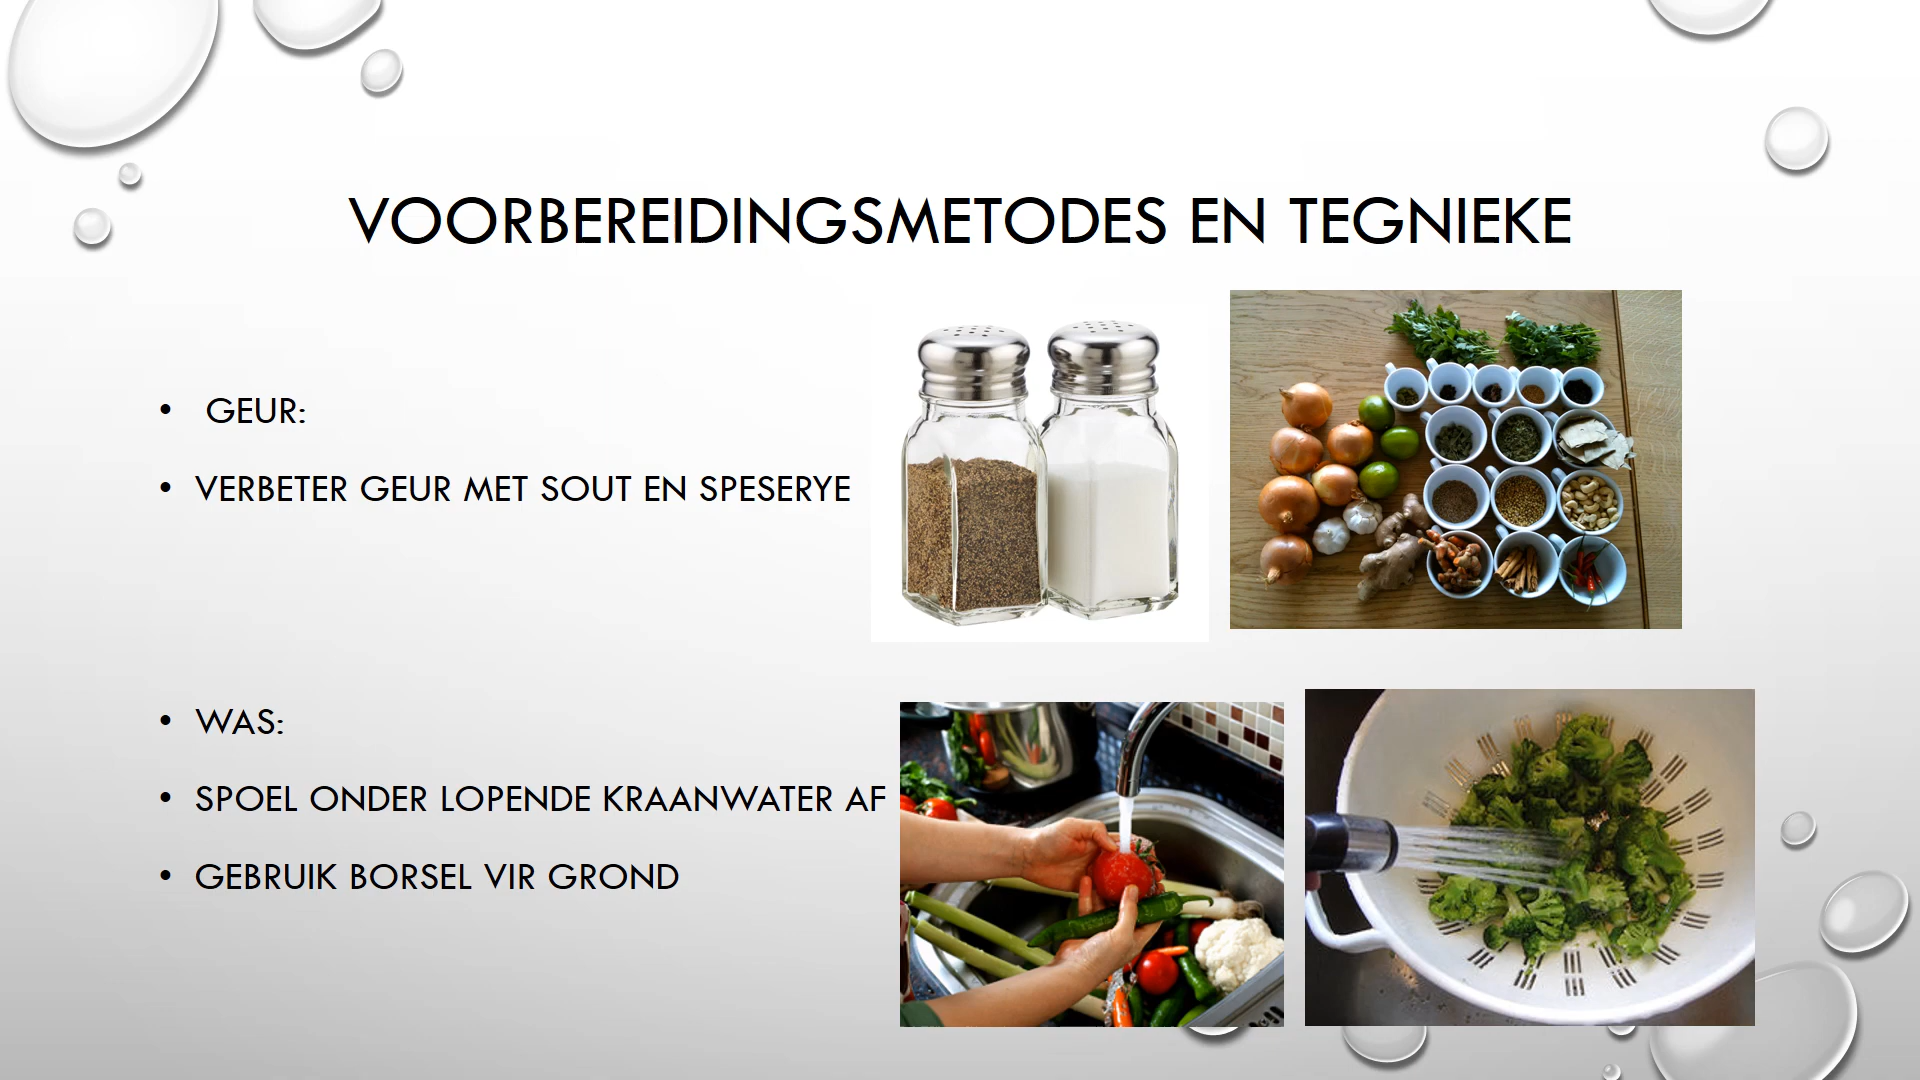 VOORBEREIDINGSMETODES EN TEGNIEKE
• GEUR:
• VERBETER GEUR MET SOUT EN SPESERYE
• WAS:
• SPOEL ONDER LOPENDE KRAANWATER AF
• GEBRUIK BORSEL VIR GROND